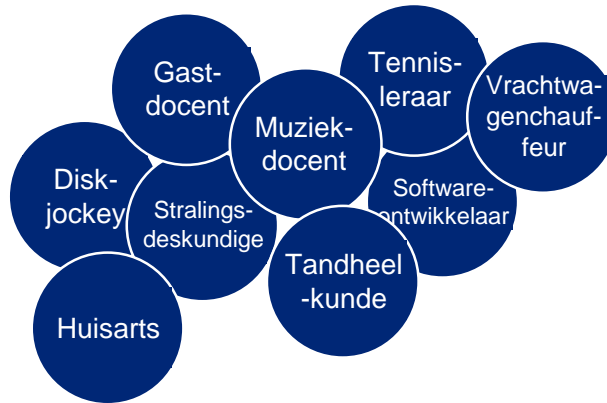 Gast-
docent
Tennis-
leraar
Vrachtwa-
genchauf-
feur
Muziek-
docent
Disk-
jockey
Stralings-
deskundige
Software-
ontwikkelaar
Tandheel
-kunde
Huisarts